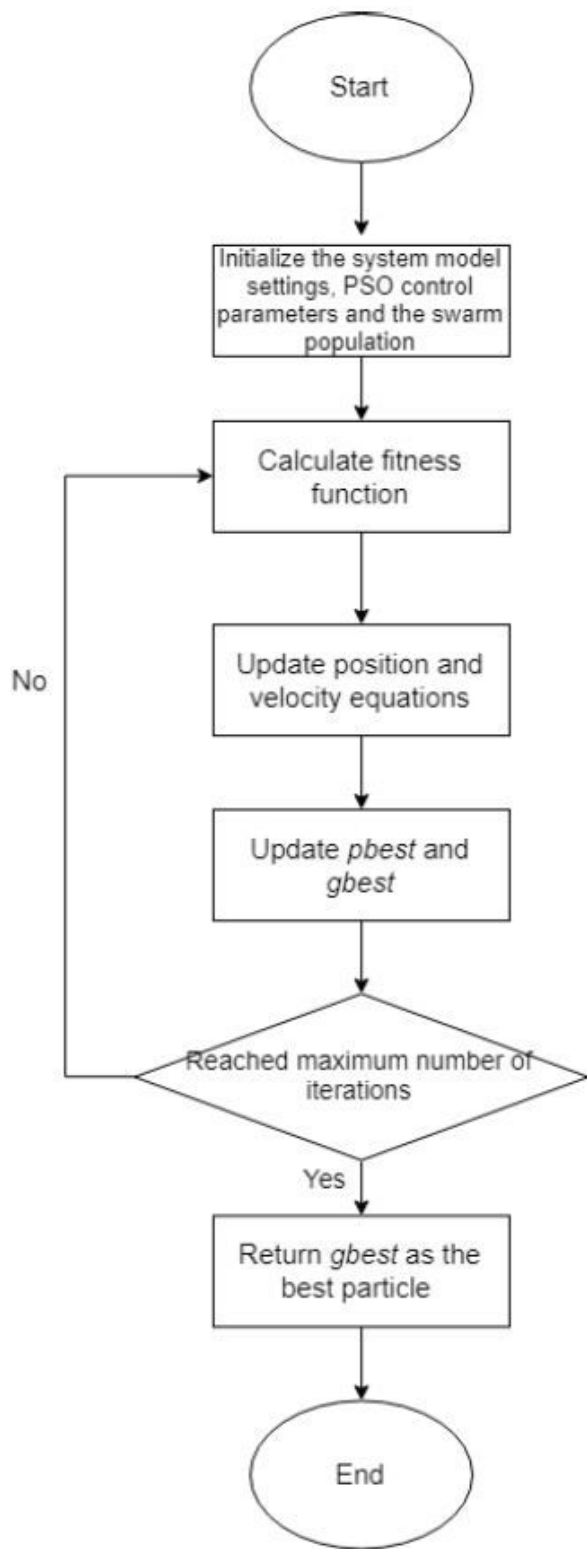 Start
Initialize the system model
settings, PSO control
parameters and the swarm
population
Calculate fitness
function
Update position and
velocity equations
No
Update pbest and
gbest
Reached maximum number of
iterations
Yes
Return gbest as the
best particle
End